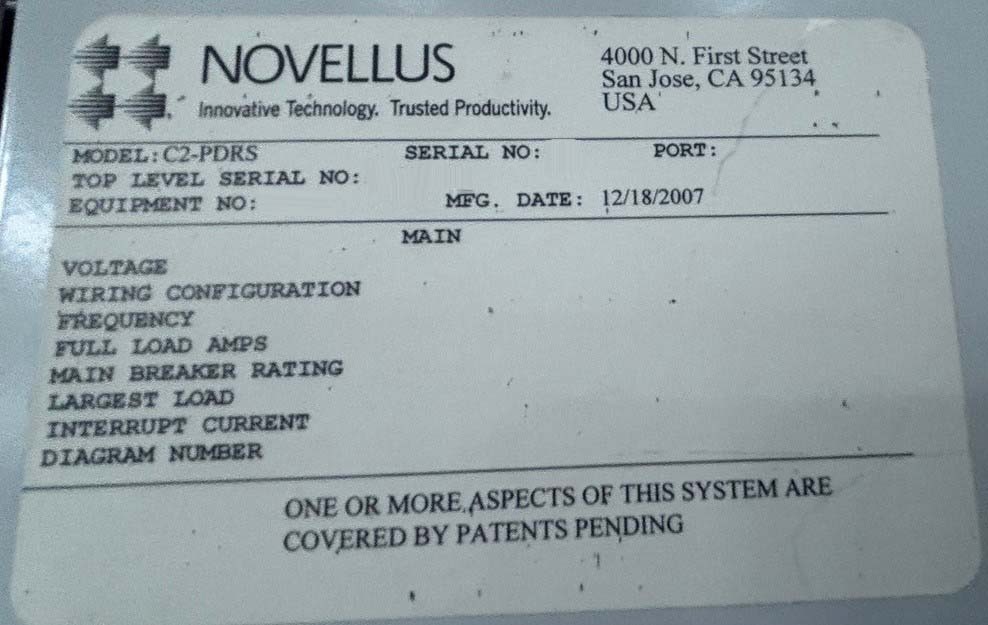 NOVELLUS
Innovative Technology. Trusted Productivity.
4000 N. First Street
San Jose, CA 95134
USA
MODEL: C2-PDRS SERIAL NO: PORT:
TOP LEVEL SERIAL NO:
EQUIPMENT NO: MFG. DATE: 12/18/2007
MAIN
VOLTAGE
WIRING CONFIGURATION
FREQUENCY
FULL LOAD AMPS
MAIN BREAKER RATING
LARGEST LOAD
INTERRUPT CURRENT
DIAGRAM NUMBER
ONE OR MORE ASPECTS OF THIS SYSTEM ARE
COVERED BY PATENTS PENDING